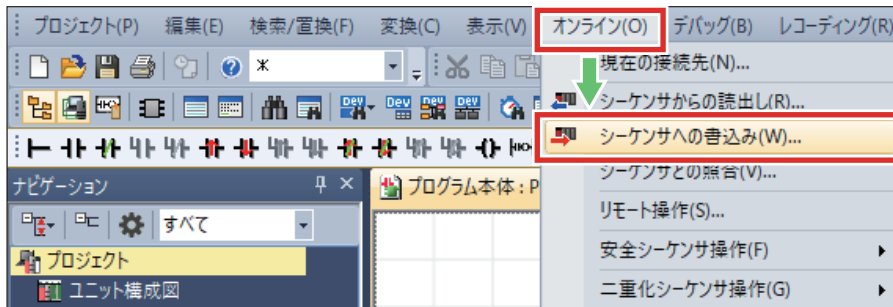 プロジェクト(P) 編集(E) 検索/置換(F) 変換(C) 表示(V) オンライン(O) デバッグ(B) レコーディング(R)
現在の接続先(N)...
シーケンサからの読出し(R)...
シーケンサへの書込み(W)...
シーケンサとの照合(V)...
リモート操作(S)...
安全シーケンサ操作(F)
二重化シーケンサ操作(G)
ナビゲーション
プログラム本体 : P
すべて
プロジェクト
ユニット構成図